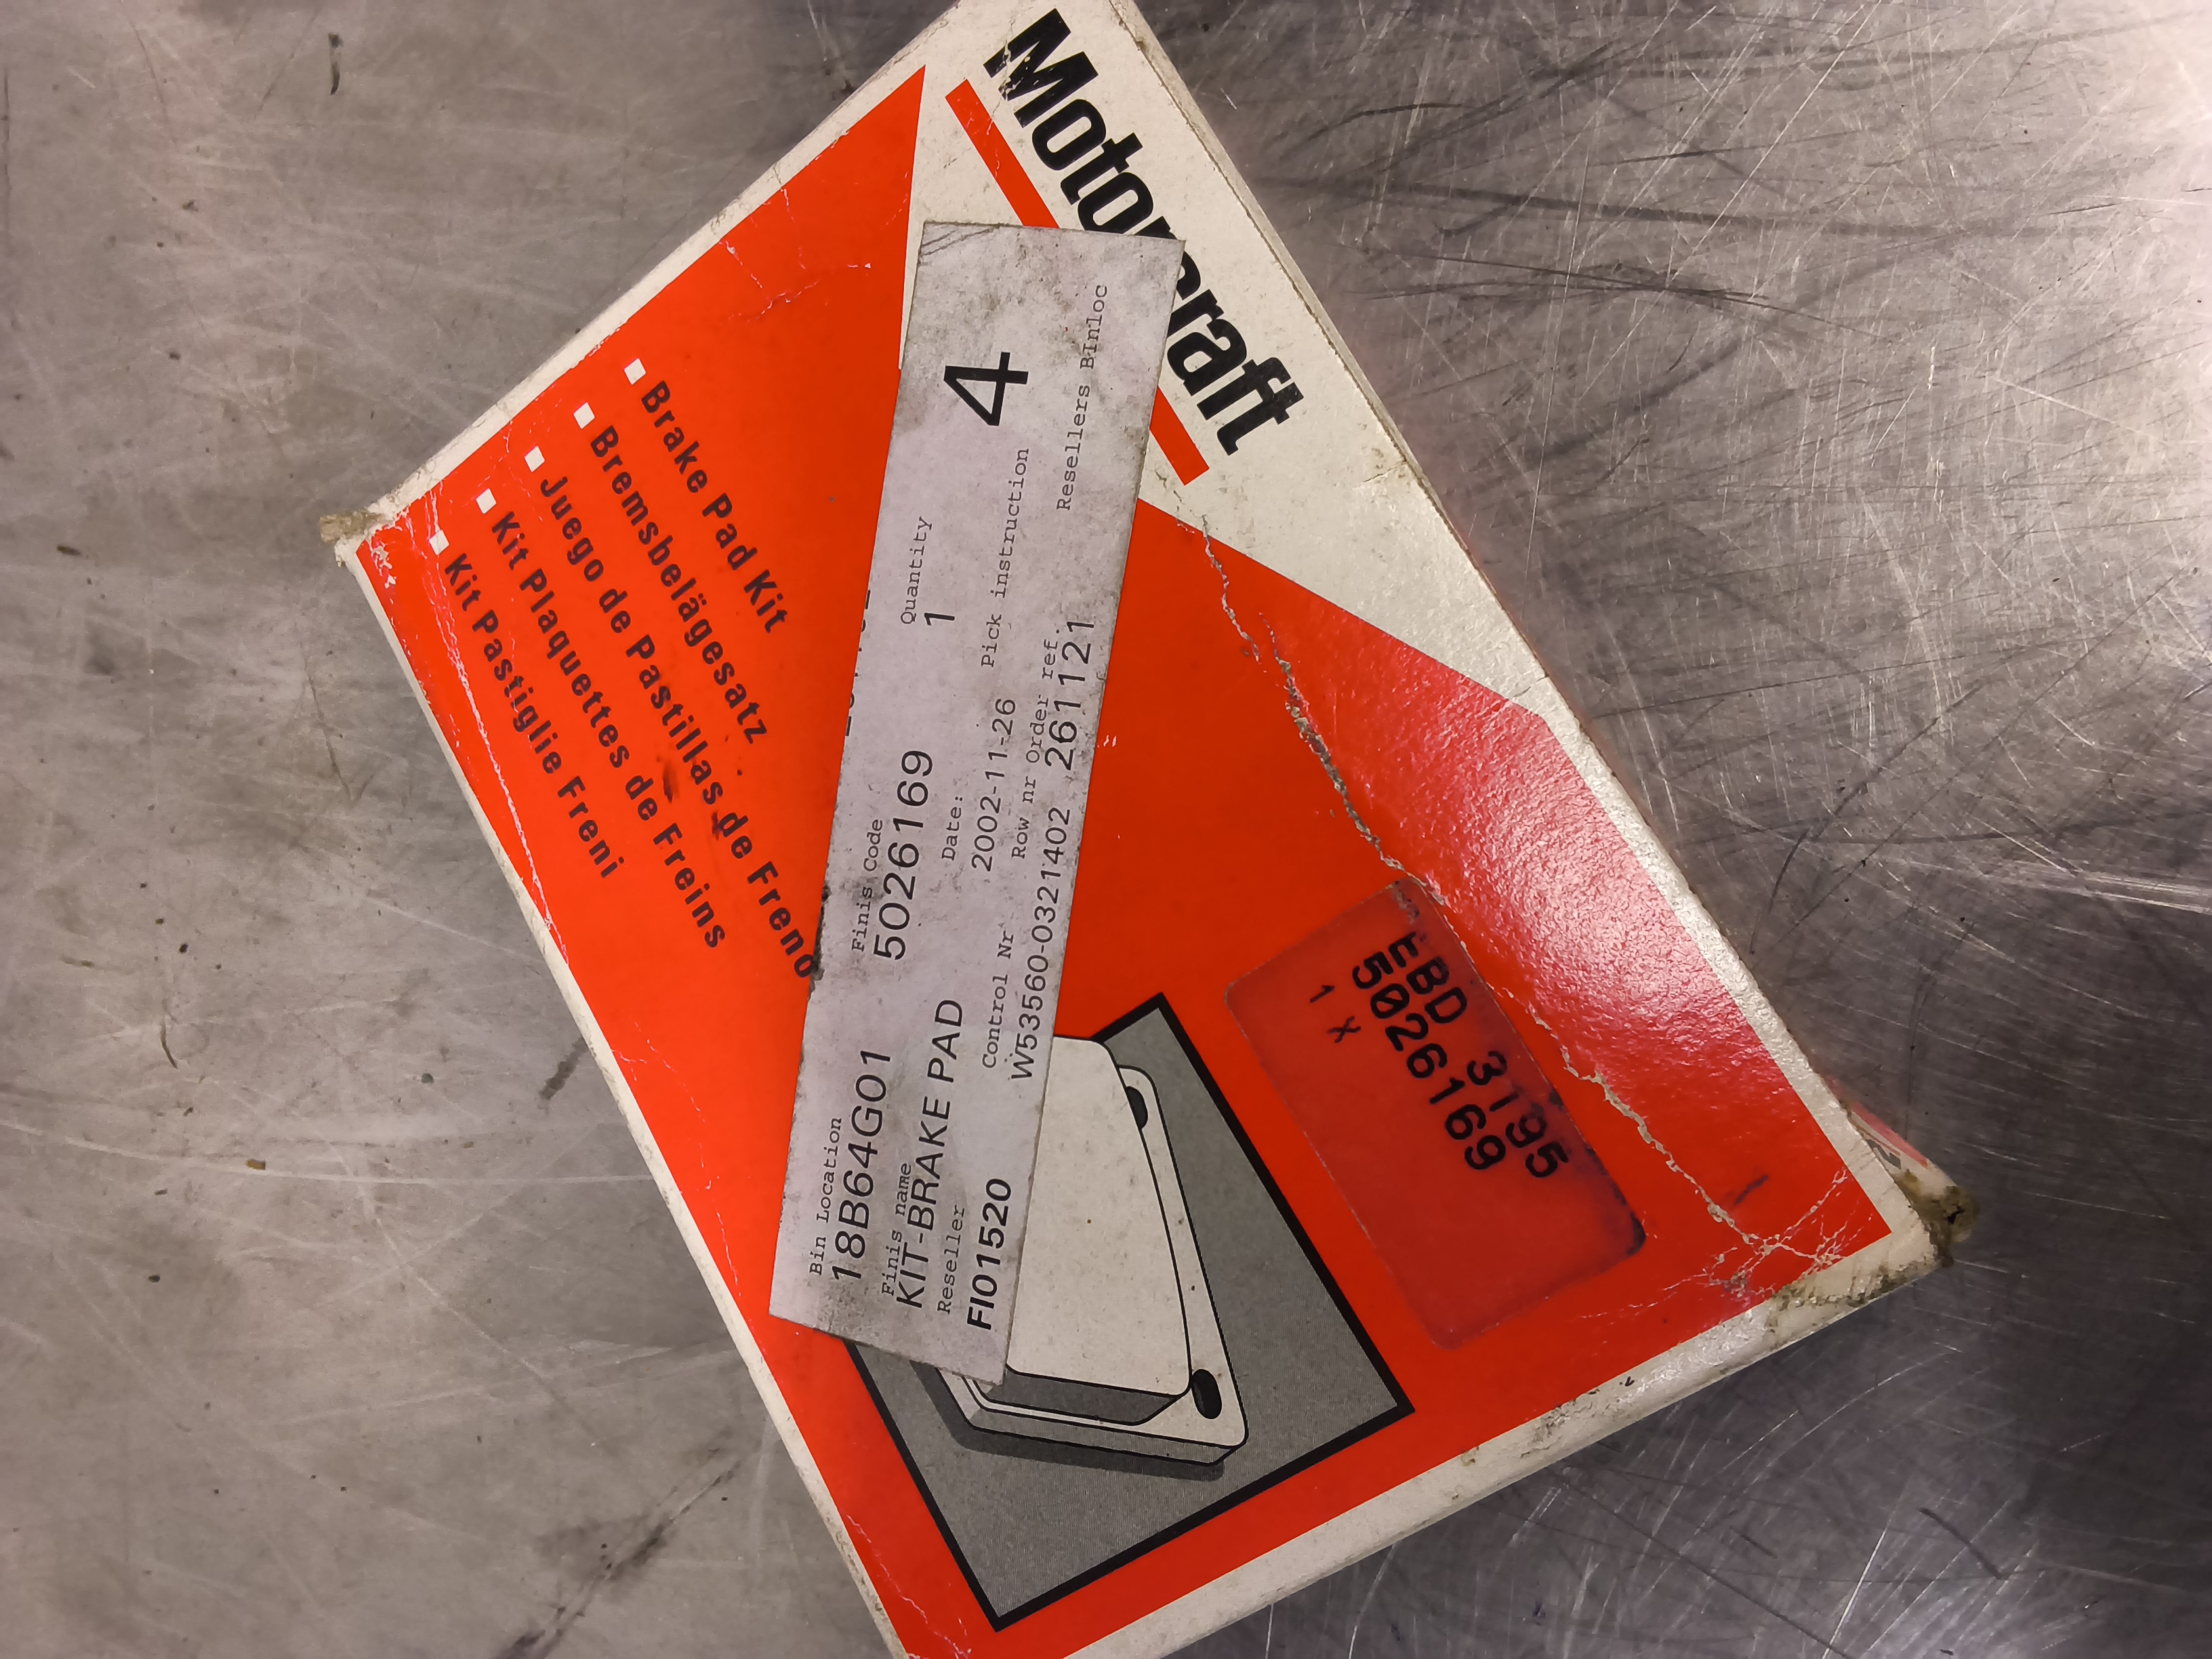 Motorcraft
Brake Pad Kit
Bremsbelägesatz
Juego de Pastillas de Freno
Kit Plaquettes de Freins
Kit Pastiglie Freni
Bin Location Finis Code Quantity
18B64G01 5026169 1
Finis name Date: Pick instruction
KIT-BRAKE PAD 2002-11-26 4
Reseller Control Nr Row nr Order ref. Resellers BInloc
FI01520 W53560-0321402 261121
EBD 3195
5026169
1 X